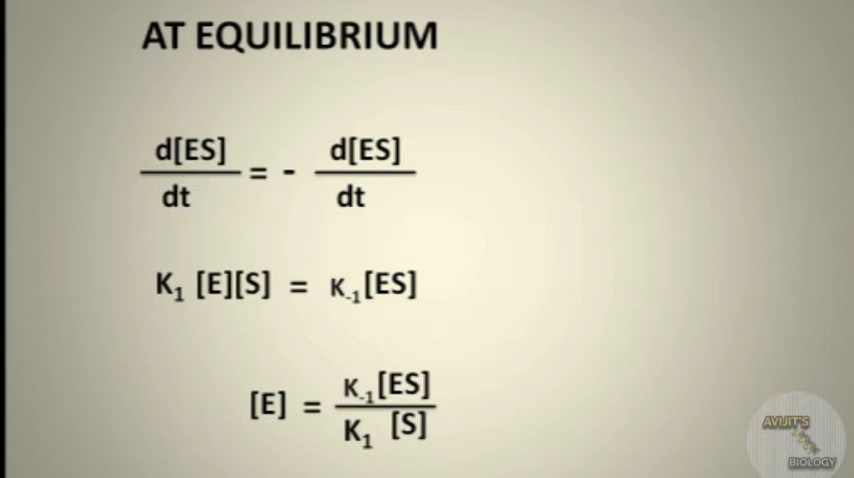 AT EQUILIBRIUM
d[ES]/dt = - d[ES]/dt
K₁ [E][S] = K₋₁[ES]
[E] = K₋₁[ES] / K₁ [S]
AVIJIT'S
BIOLOGY